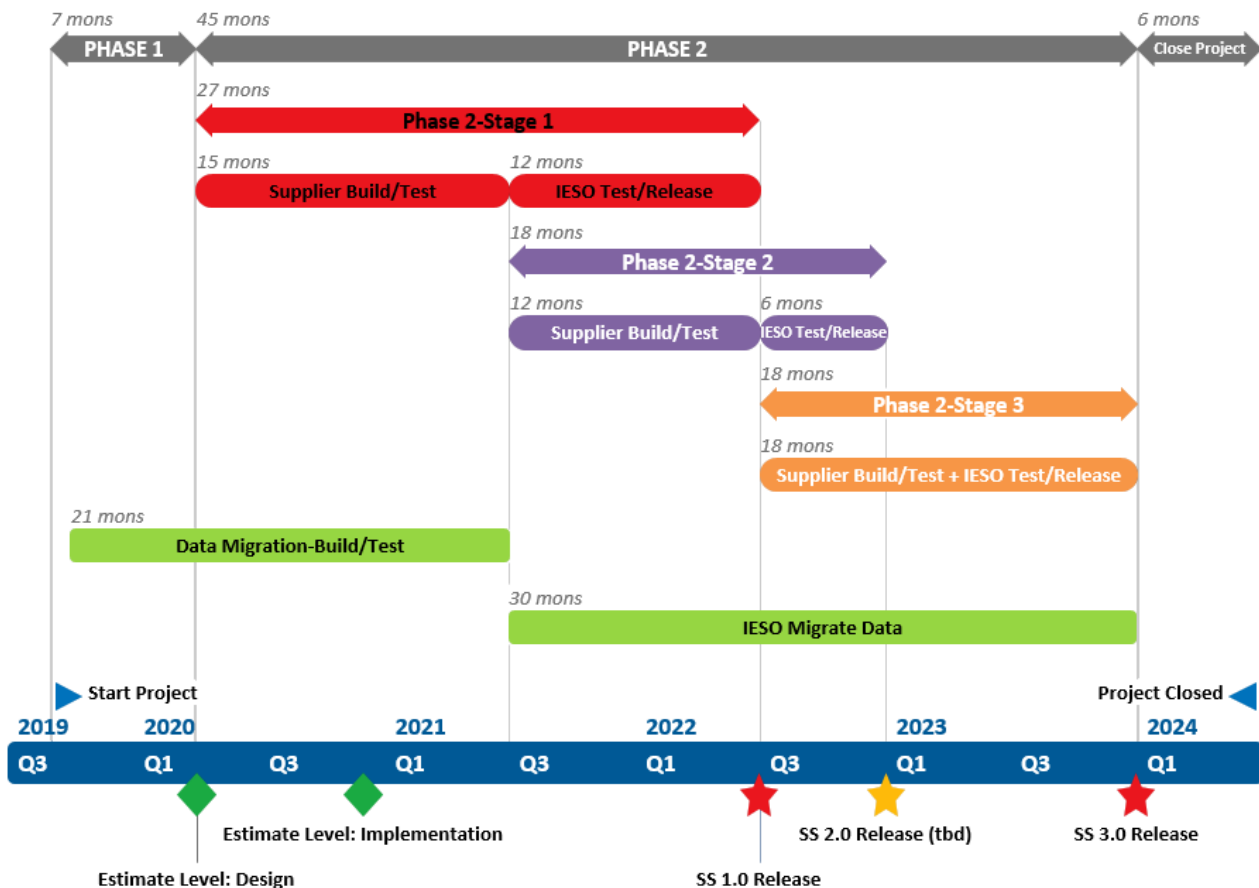 7 mons
45 mons
6 mons
PHASE 1
PHASE 2
Close Project
27 mons
Phase 2-Stage 1
15 mons
12 mons
Supplier Build/Test
IESO Test/Release
18 mons
Phase 2-Stage 2
12 mons
6 mons
Supplier Build/Test
IESO Test/Release
18 mons
Phase 2-Stage 3
18 mons
Supplier Build/Test + IESO Test/Release
21 mons
Data Migration-Build/Test
30 mons
IESO Migrate Data
Start Project
Project Closed
2019
2020
2021
2022
2023
2024
Q3
Q1
Q3
Q1
Q3
Q1
Q3
Q1
Q3
Q1
Estimate Level: Implementation
SS 2.0 Release (tbd)
SS 3.0 Release
Estimate Level: Design
SS 1.0 Release